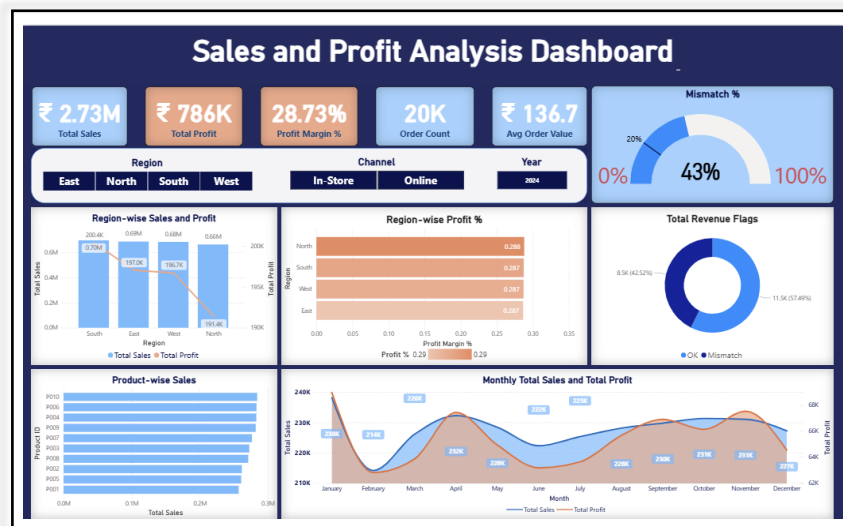 Sales and Profit Analysis Dashboard
₹ 2.73M
Total Sales
₹ 786K
Total Profit
28.73%
Profit Margin %
20K
Order Count
₹ 136.7
Avg Order Value
Mismatch %
20%
0%
43%
100%
Region
East
North
South
West
Channel
In-Store
Online
Year
2024
Region-wise Sales and Profit
Total Sales
0.6M
0.4M
0.2M
0.0M
200.4K
0.70M
0.69M
197.0K
0.68M
196.7K
0.66M
191.4K
200K
195K
190K
Total Profit
South
East
West
North
Region
Total Sales
Total Profit
Region-wise Profit %
Region
North
0.288
South
0.287
West
0.287
East
0.287
0.00
0.05
0.10
0.15
0.20
0.25
0.30
0.35
Profit Margin %
Profit % 0.29
0.29
Total Revenue Flags
8.5K (42.52%)
11.5K (57.49%)
OK
Mismatch
Product-wise Sales
Product ID
P010
P006
P004
P009
P007
P003
P008
P002
P005
P001
0.0M
0.1M
0.2M
0.3M
Total Sales
Monthly Total Sales and Total Profit
Total Sales
240K
230K
220K
210K
214K
226K
232K
228K
222K
225K
228K
230K
231K
231K
227K
68K
66K
64K
62K
Total Profit
January
February
March
April
May
June
July
August
September
October
November
December
Month
Total Sales
Total Profit